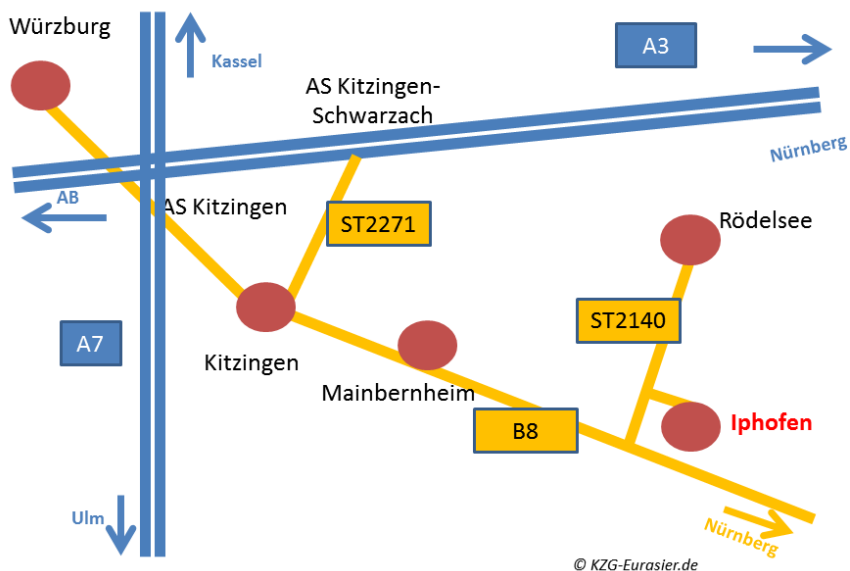 Würzburg
Kassel
A3
AS Kitzingen-
Schwarzach
Nürnberg
AB
AS Kitzingen
ST2271
Rödelsee
ST2140
A7
Kitzingen
Mainbernheim
Iphofen
B8
Ulm
Nürnberg
© KZG-Eurasier.de